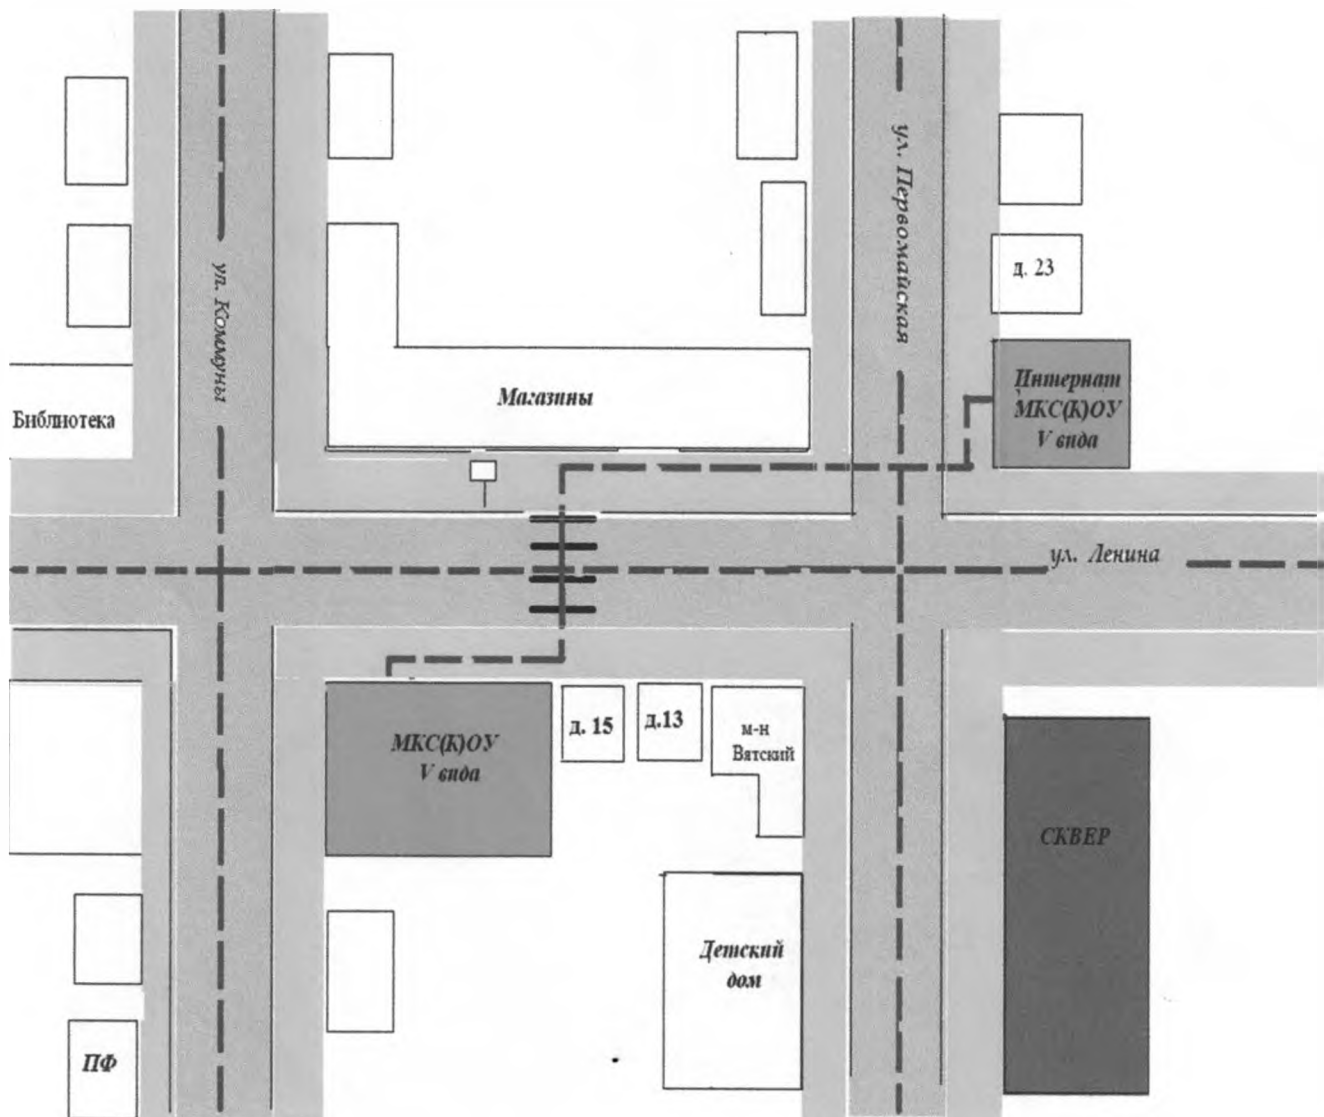 ул. Коммуны
ул. Первомайская
д. 23
Интернат
МКС(К)ОУ
V вида
Магазины
Библиотека
ул. Ленина
МКС(К)ОУ
V вида
д. 15
д.13
м-н
Вятский
СКВЕР
Детский
дом
ПФ